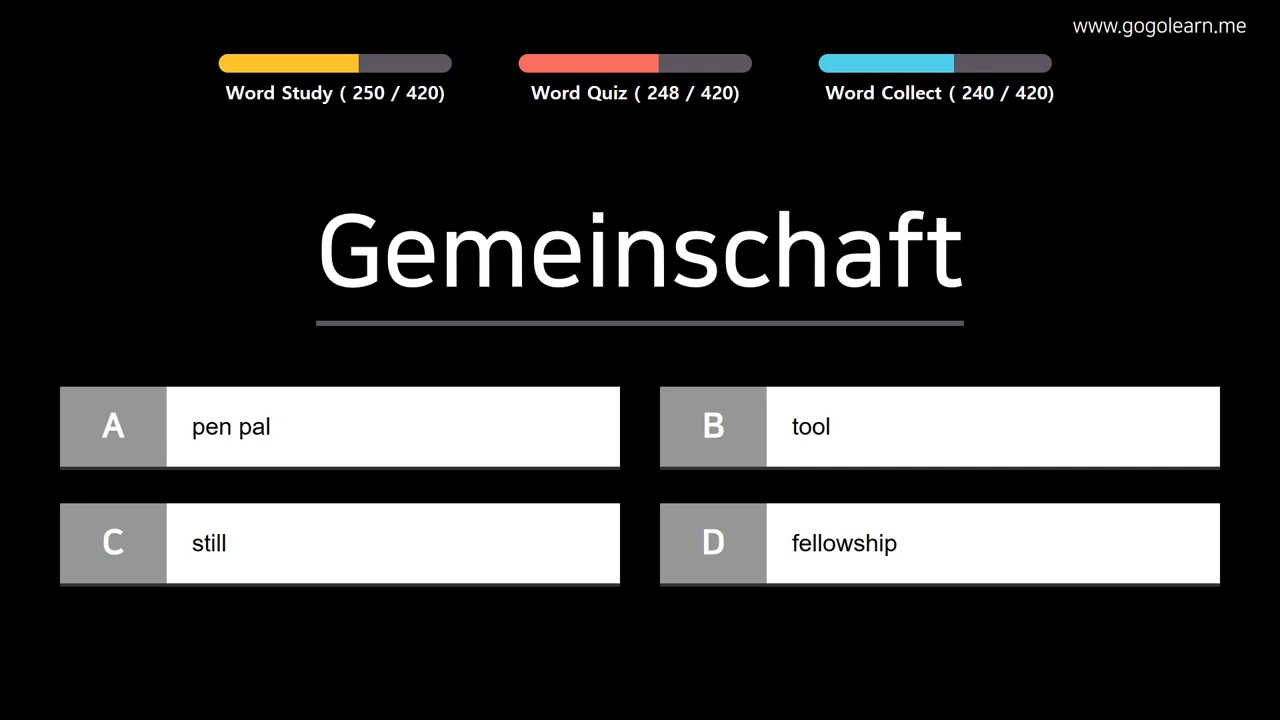 www.gogolearn.me
Word Study ( 250 / 420)
Word Quiz ( 248 / 420)
Word Collect ( 240 / 420)
Gemeinschaft
A pen pal
B tool
C still
D fellowship